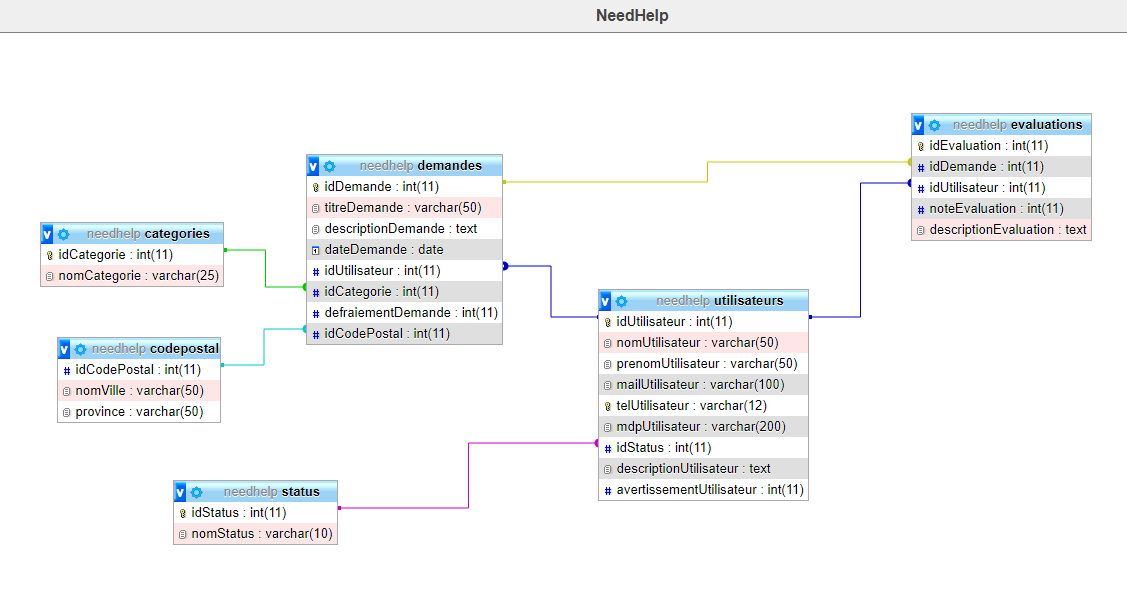 NeedHelp
needhelp evaluations
idEvaluation : int(11)
idDemande : int(11)
idUtilisateur : int(11)
noteEvaluation : int(11)
descriptionEvaluation : text
needhelp demandes
idDemande : int(11)
titreDemande : varchar(50)
descriptionDemande : text
dateDemande : date
idUtilisateur : int(11)
idCategorie : int(11)
defraiementDemande : int(11)
idCodePostal : int(11)
needhelp categories
idCategorie : int(11)
nomCategorie : varchar(25)
needhelp utilisateurs
idUtilisateur : int(11)
nomUtilisateur : varchar(50)
prenomUtilisateur : varchar(50)
mailUtilisateur : varchar(100)
telUtilisateur : varchar(12)
mdpUtilisateur : varchar(200)
idStatus : int(11)
descriptionUtilisateur : text
avertissementUtilisateur : int(11)
needhelp codepostal
idCodePostal : int(11)
nomVille : varchar(50)
province : varchar(50)
needhelp status
idStatus : int(11)
nomStatus : varchar(10)